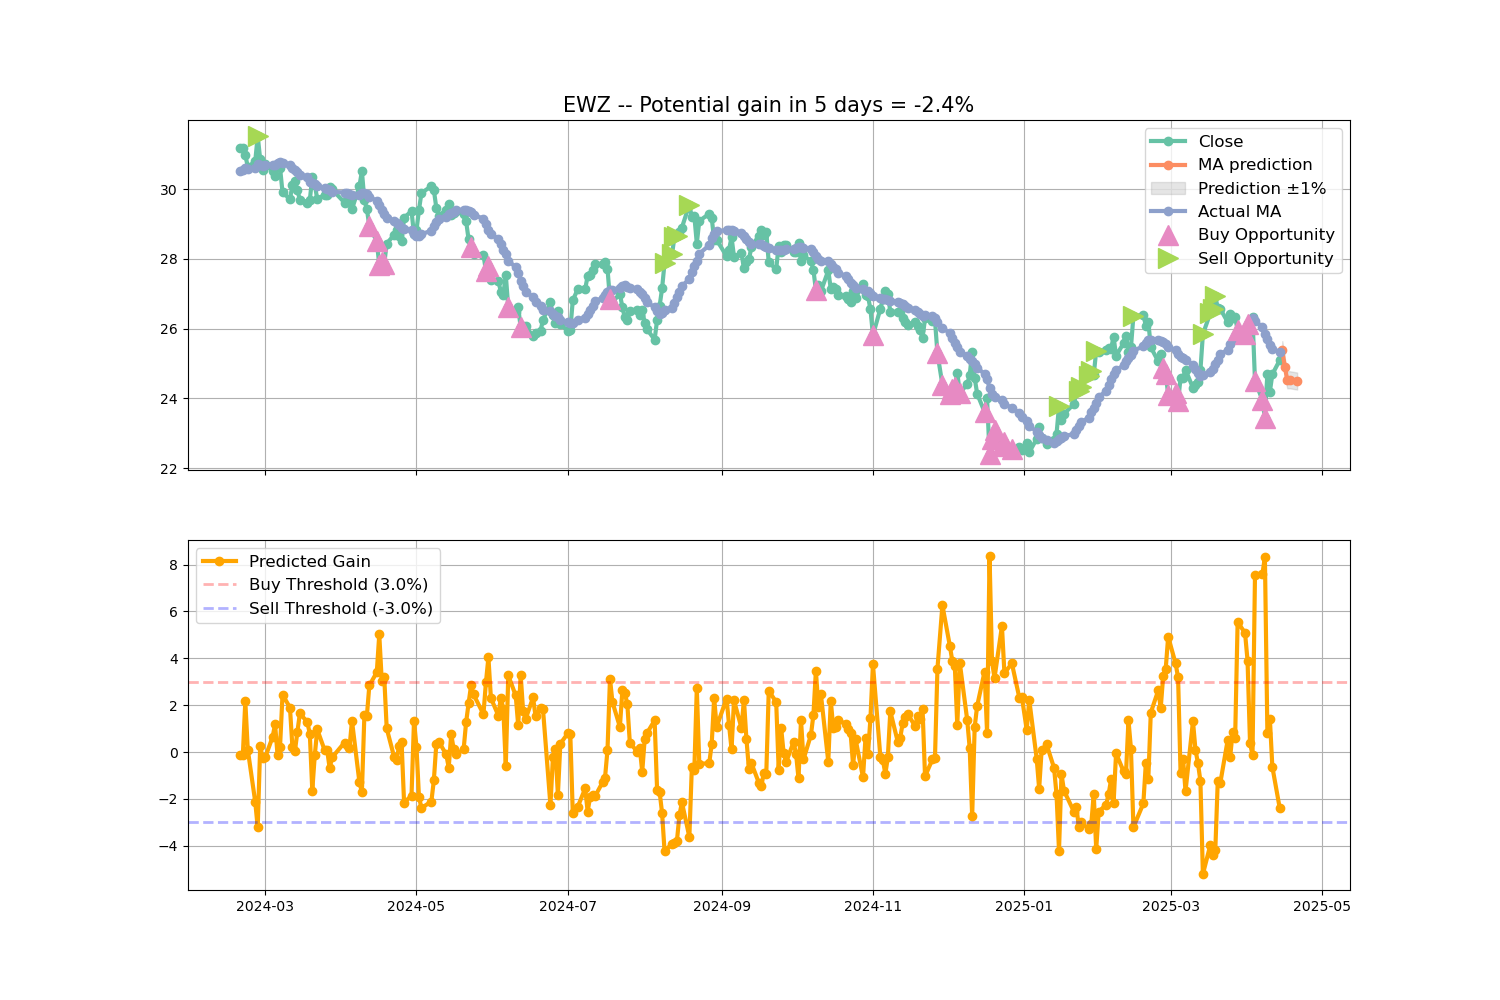 EWZ -- Potential gain in 5 days = -2.4%
30
28
26
24
22
Close
MA prediction
Prediction ±1%
Actual MA
Buy Opportunity
Sell Opportunity
8
6
4
2
0
−2
−4
Predicted Gain
Buy Threshold (3.0%)
Sell Threshold (-3.0%)
2024-03 2024-05 2024-07 2024-09 2024-11 2025-01 2025-03 2025-05